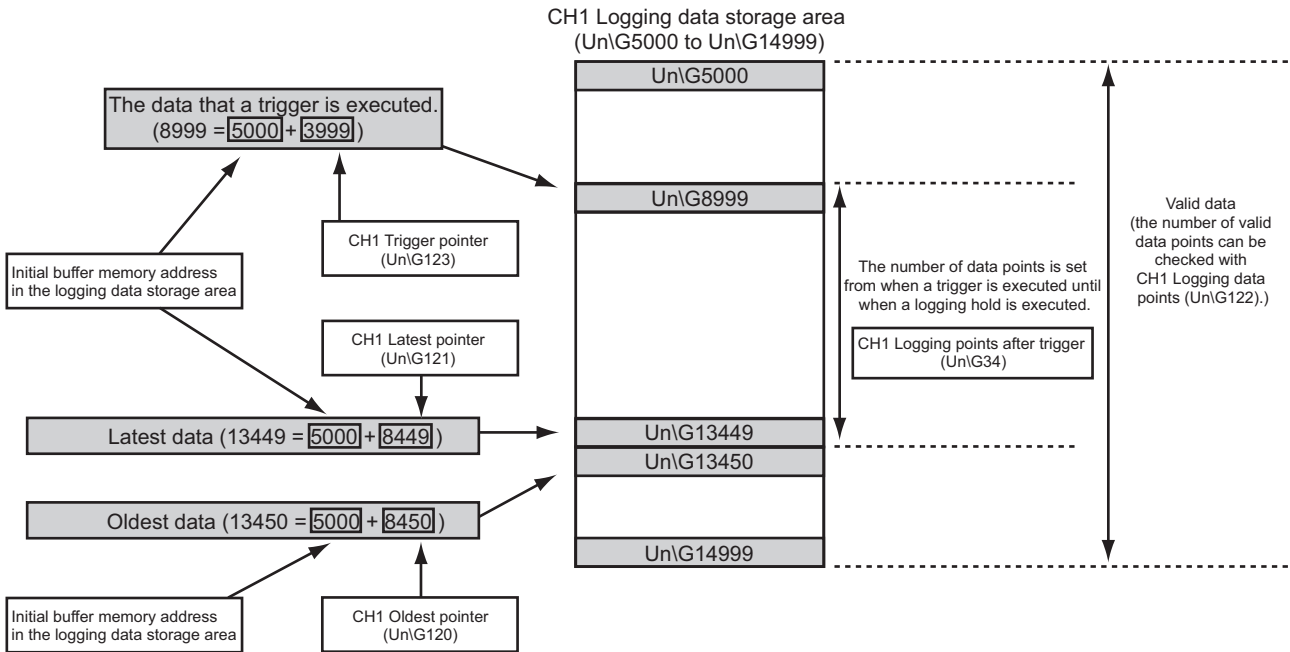 CH1 Logging data storage area
(Un\G5000 to Un\G14999)
Un\G5000
The data that a trigger is executed.
(8999 = 5000 + 3999 )
Un\G8999
CH1 Trigger pointer
(Un\G123)
Initial buffer memory address
in the logging data storage area
Valid data
(the number of valid
data points can be
checked with
CH1 Logging data
points (Un\G122).)
The number of data points is set
from when a trigger is executed until
when a logging hold is executed.
CH1 Logging points after trigger
(Un\G34)
CH1 Latest pointer
(Un\G121)
Latest data (13449 = 5000 + 8449 )
Un\G13449
Un\G13450
Oldest data (13450 = 5000 + 8450 )
Un\G14999
Initial buffer memory address
in the logging data storage area
CH1 Oldest pointer
(Un\G120)